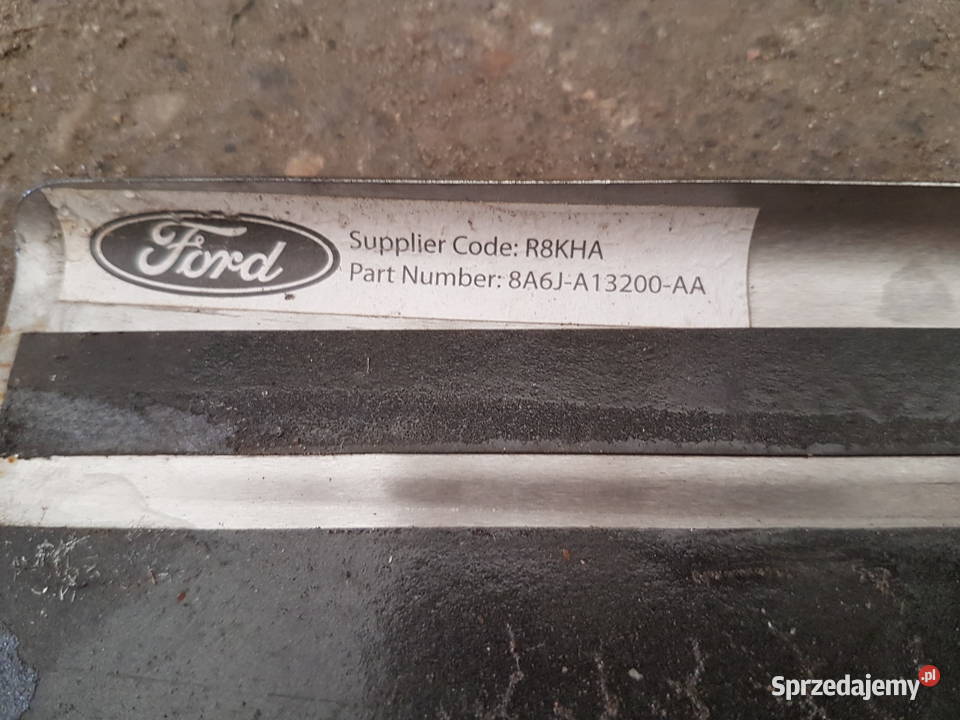 Ford
Supplier Code: R8KHA
Part Number: 8A6J-A13200-AA
Sprzedajemy.pl